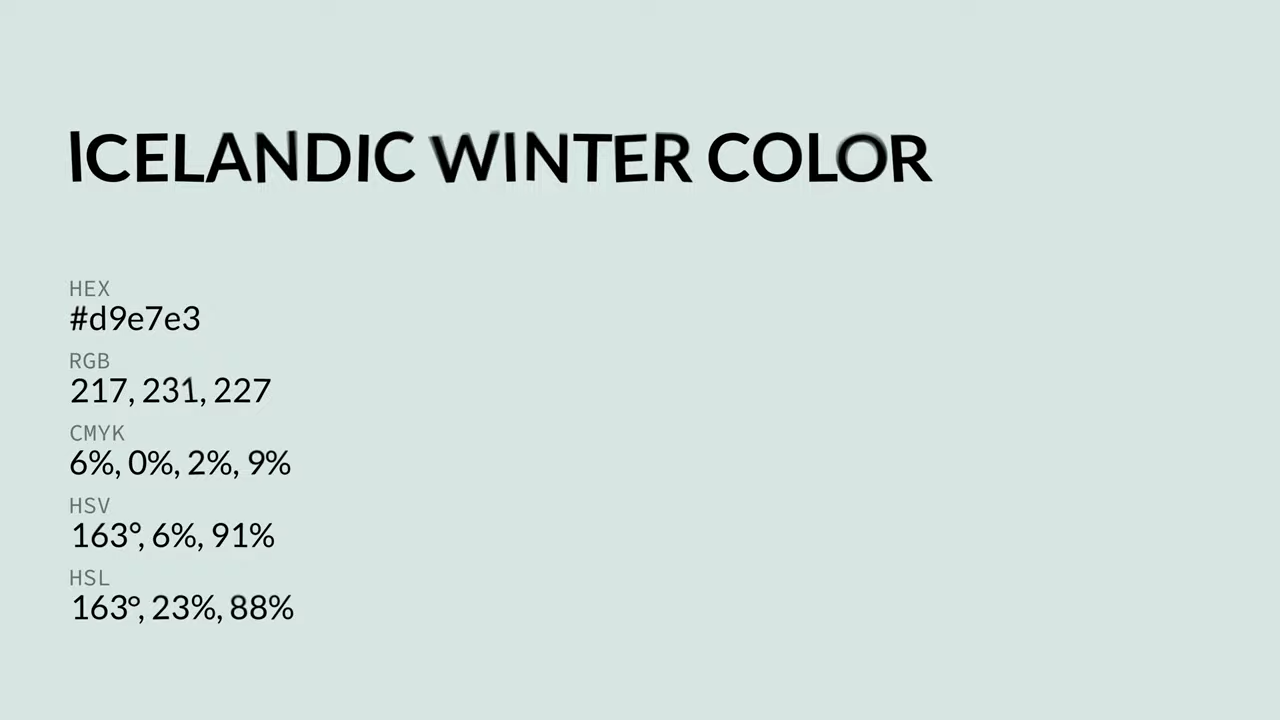 ICELANDIC WINTER COLOR
HEX
#d9e7e3
RGB
217, 231, 227
CMYK
6%, 0%, 2%, 9%
HSV
163°, 6%, 91%
HSL
163°, 23%, 88%